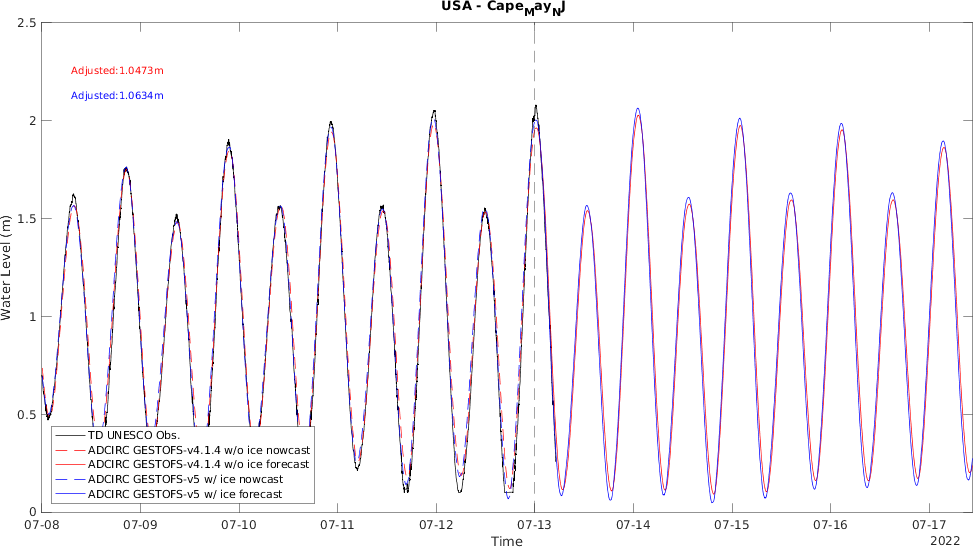 USA - Cape_May_NJ
2.5
Adjusted:1.0473m
Adjusted:1.0634m
2
1.5
Water Level (m)
1
0.5
TD UNESCO Obs.
ADCIRC GESTOFS-v4.1.4 w/o ice nowcast
ADCIRC GESTOFS-v4.1.4 w/o ice forecast
ADCIRC GESTOFS-v5 w/ ice nowcast
ADCIRC GESTOFS-v5 w/ ice forecast
0
07-08 07-09 07-10 07-11 07-12 07-13 07-14 07-15 07-16 07-17
Time
2022